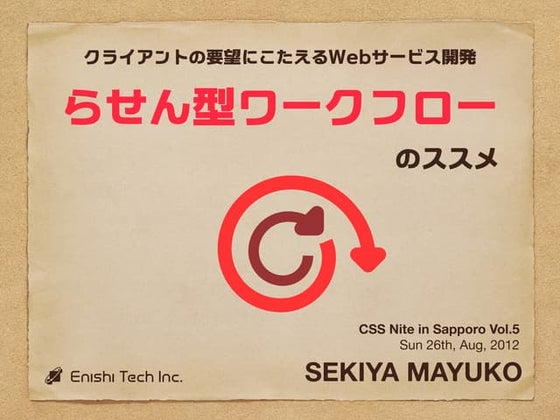 クライアントの要望にこたえるWebサービス開発
らせん型ワークフロー
のススメ
CSS Nite in Sapporo Vol.5
Sun 26th, Aug, 2012
SEKIYA MAYUKO
Enishi Tech Inc.